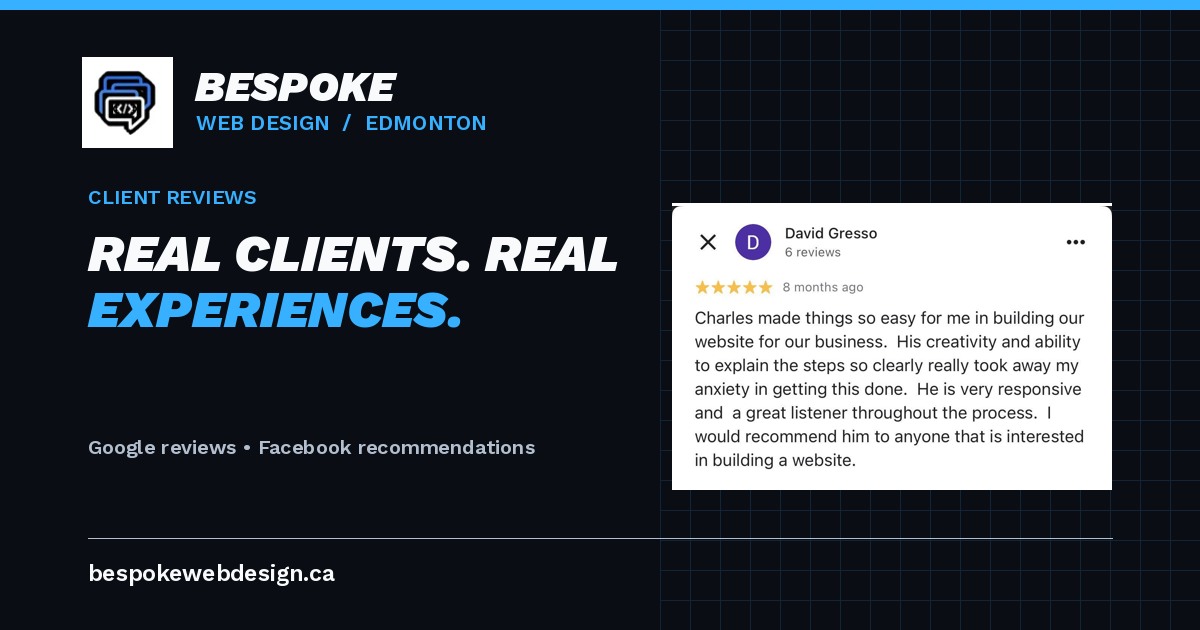 </>
BESPOKE
WEB DESIGN / EDMONTON
CLIENT REVIEWS
REAL CLIENTS. REAL
EXPERIENCES.
Google reviews • Facebook recommendations
bespokewebdesign.ca
David Gresso
D
6 reviews
8 months ago
Charles made things so easy for me in building our
website for our business.  His creativity and ability
to explain the steps so clearly really took away my
anxiety in getting this done.  He is very responsive
and  a great listener throughout the process.  I
would recommend him to anyone that is interested
in building a website.